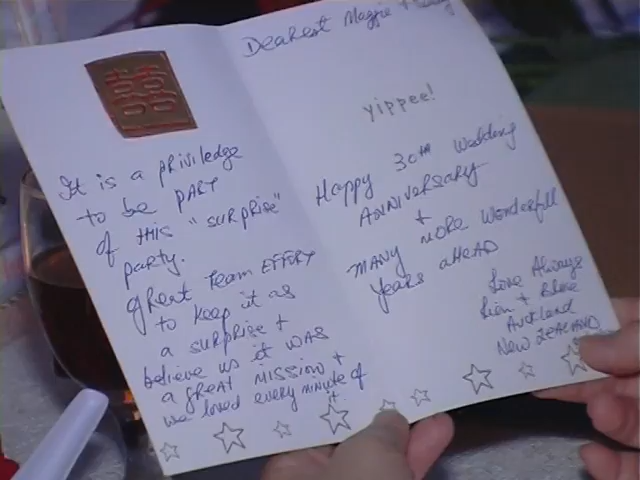 囍
It is a priviledge
to be part
of this "surprise"
party.
Great Team Effort
to keep it as
a surprise +
believe us it was
a great mission +
we loved every minute of
it.
Dearest Maggie +
yippee!
Happy 30th Wedding
Anniversary
+
Many more wonderful
years ahead
Love Always
Auckland
New Zealand